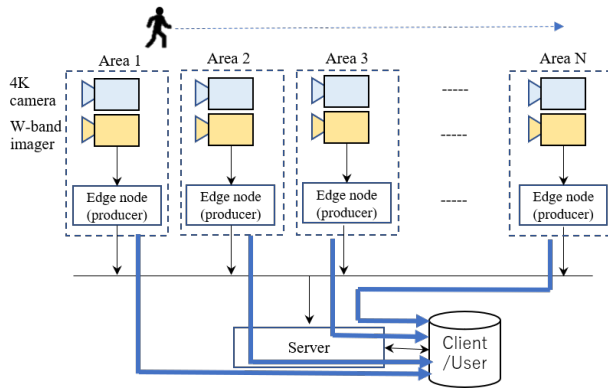 Area 1
Area 2
Area 3
Area N
4K
camera
W-band
imager
-----
-----
Edge node
(producer)
Edge node
(producer)
Edge node
(producer)
-----
Edge node
(producer)
Server
Client
/User